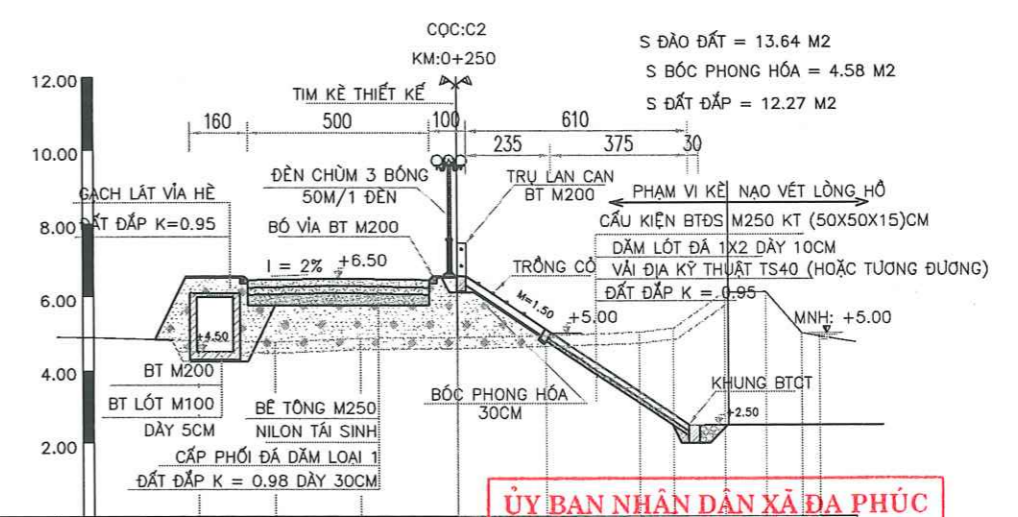 CỌC:C2
KM:0+250
S ĐÀO ĐẤT = 13.64 M2
S BÓC PHONG HÓA = 4.58 M2
S ĐẤT ĐẮP = 12.27 M2
12.00
TIM KÈ THIẾT KẾ
160
500
100
610
235
375
30
10.00
ĐÈN CHÙM 3 BÓNG
50M/1 ĐÈN
TRỤ LAN CAN
BT M200
GẠCH LÁT VỈA HÈ
PHẠM VI KÈ
NẠO VÉT LÒNG HỒ
8.00
ĐẤT ĐẮP K=0.95
BÓ VỈA BT M200
CẤU KIỆN BTĐS M250 KT (50X50X15)CM
DĂM LÓT ĐÁ 1X2 DÀY 10CM
I = 2%
+6.50
TRỒNG CỎ
VẢI ĐỊA KỸ THUẬT TS40 (HOẶC TƯƠNG ĐƯƠNG)
6.00
M=1.50
ĐẤT ĐẮP K = 0.95
+5.00
MNH: +5.00
+4.50
4.00
BT M200
BÓC PHONG HÓA
30CM
KHUNG BTCT
BT LÓT M100
DÀY 5CM
BÊ TÔNG M250
+2.50
2.00
NILON TÁI SINH
CẤP PHỐI ĐÁ DĂM LOẠI 1
ĐẤT ĐẮP K = 0.98 DÀY 30CM
ỦY BAN NHÂN DÂN XÃ ĐA PHÚC